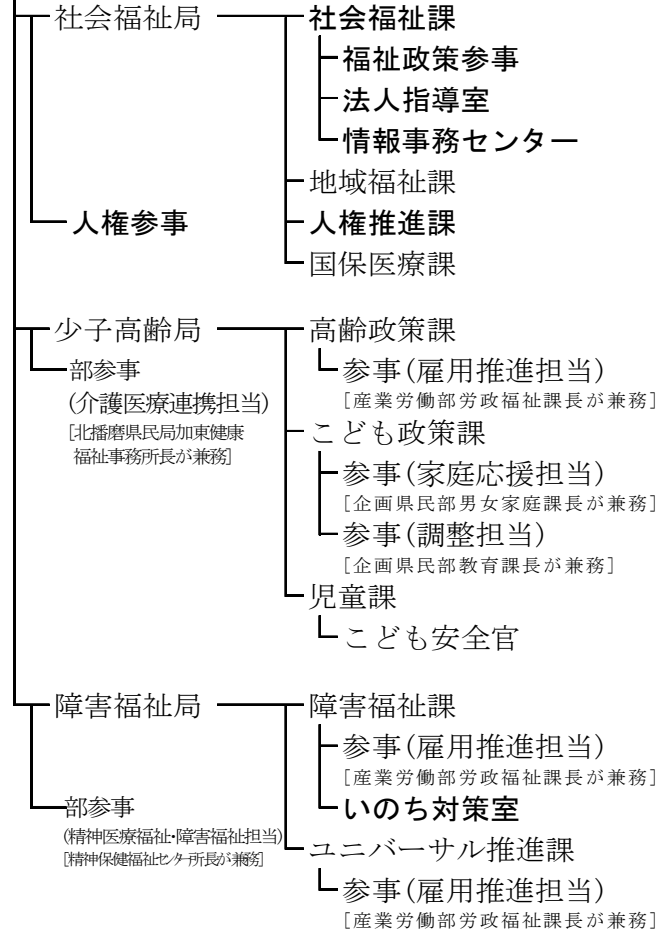 社会福祉局
社会福祉課
福祉政策参事
法人指導室
情報事務センター
地域福祉課
人権参事
人権推進課
国保医療課
少子高齢局
高齢政策課
部参事
(介護医療連携担当)
[北播磨県民局加東健康
福祉事務所長が兼務]
参事(雇用推進担当)
[産業労働部労政福祉課長が兼務]
こども政策課
参事(家庭応援担当)
[企画県民部男女家庭課長が兼務]
参事(調整担当)
[企画県民部教育課長が兼務]
児童課
こども安全官
障害福祉局
障害福祉課
参事(雇用推進担当)
[産業労働部労政福祉課長が兼務]
いのち対策室
部参事
(精神医療福祉・障害福祉担当)
[精神保健福祉センター所長が兼務]
ユニバーサル推進課
参事(雇用推進担当)
[産業労働部労政福祉課長が兼務]